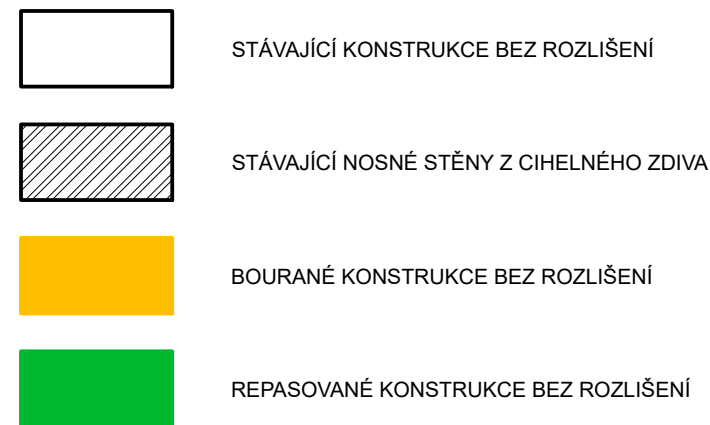 STÁVAJÍCÍ KONSTRUKCE BEZ ROZLIŠENÍ
STÁVAJÍCÍ NOSNÉ STĚNY Z CIHELNÉHO ZDIVA
BOURANÉ KONSTRUKCE BEZ ROZLIŠENÍ
REPASOVANÉ KONSTRUKCE BEZ ROZLIŠENÍ